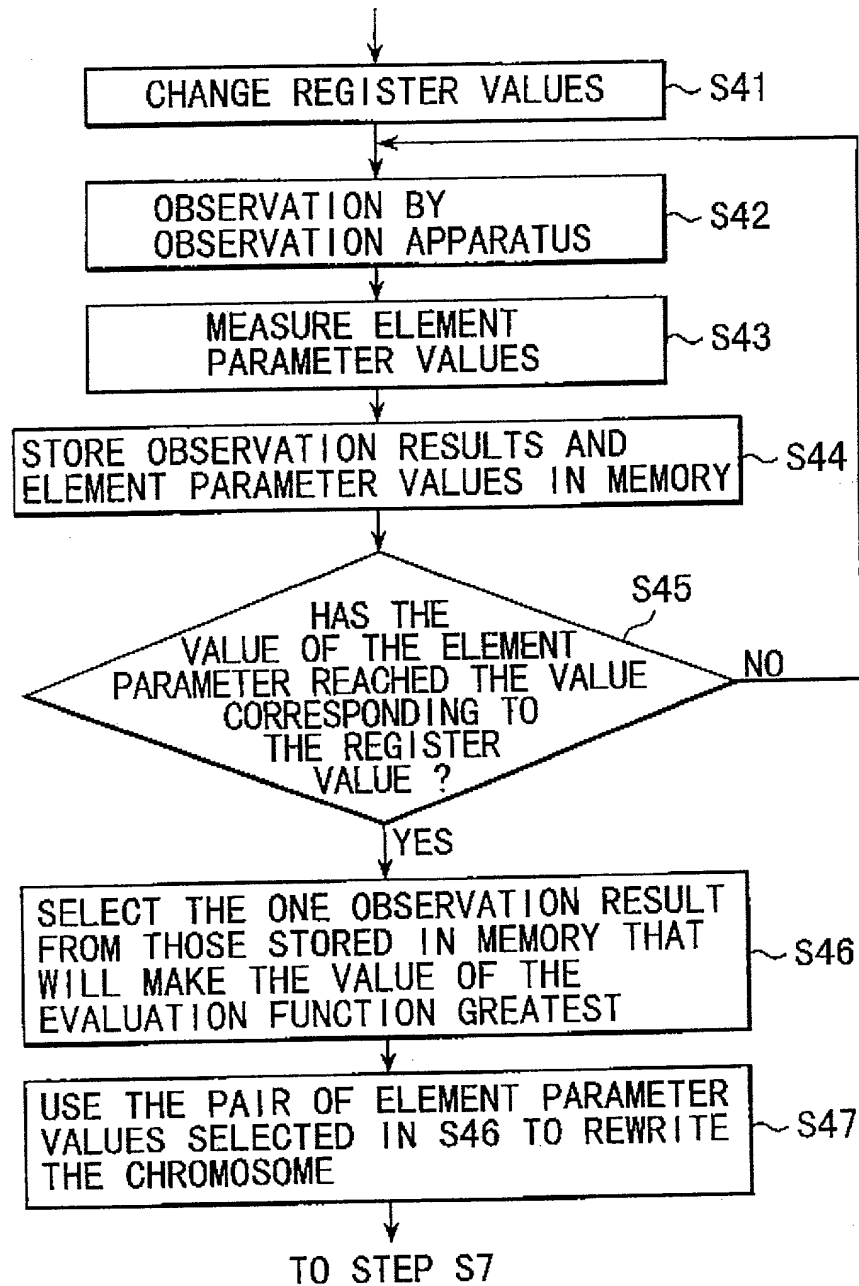 CHANGE REGISTER VALUES
S41
OBSERVATION BY
OBSERVATION APPARATUS
S42
MEASURE ELEMENT
PARAMETER VALUES
S43
STORE OBSERVATION RESULTS AND
ELEMENT PARAMETER VALUES IN MEMORY
S44
S45
HAS THE
VALUE OF THE ELEMENT
PARAMETER REACHED THE VALUE
CORRESPONDING TO
THE REGISTER
VALUE ?
NO
YES
SELECT THE ONE OBSERVATION RESULT
FROM THOSE STORED IN MEMORY THAT
WILL MAKE THE VALUE OF THE
EVALUATION FUNCTION GREATEST
S46
USE THE PAIR OF ELEMENT PARAMETER
VALUES SELECTED IN S46 TO REWRITE
THE CHROMOSOME
S47
TO STEP S7